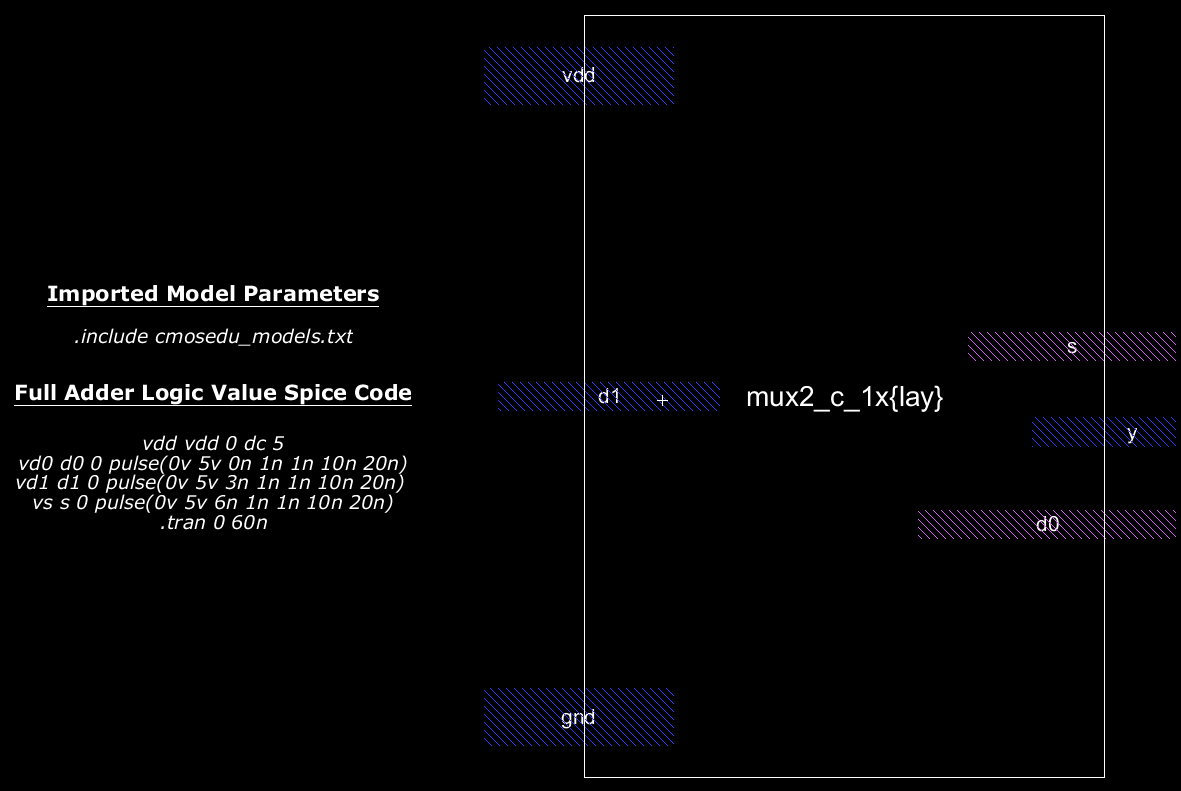 vdd
Imported Model Parameters
.include cmosedu_models.txt
s
Full Adder Logic Value Spice Code
d1
mux2_c_1x{lay}
y
vdd vdd 0 dc 5
vd0 d0 0 pulse(0v 5v 0n 1n 1n 10n 20n)
vd1 d1 0 pulse(0v 5v 3n 1n 1n 10n 20n)
vs s 0 pulse(0v 5v 6n 1n 1n 10n 20n)
.tran 0 60n
d0
gnd